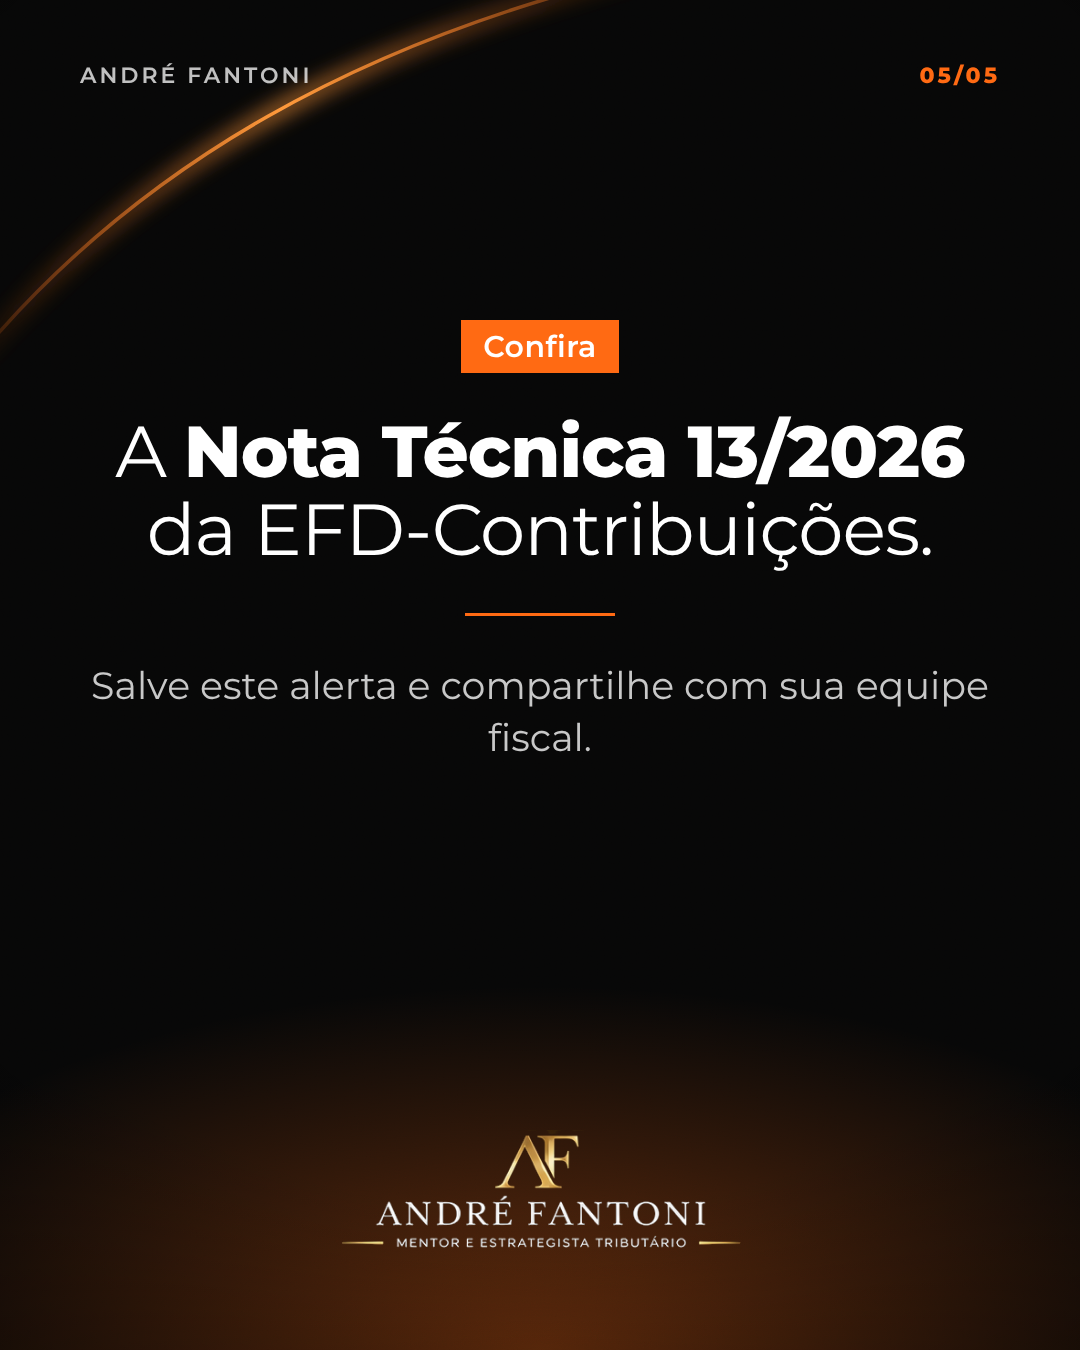 ANDRÉ FANTONI
05/05
Confira
A Nota Técnica 13/2026
da EFD-Contribuições.
Salve este alerta e compartilhe com sua equipe
fiscal.
AF
ANDRÉ FANTONI
MENTOR E ESTRATEGISTA TRIBUTÁRIO